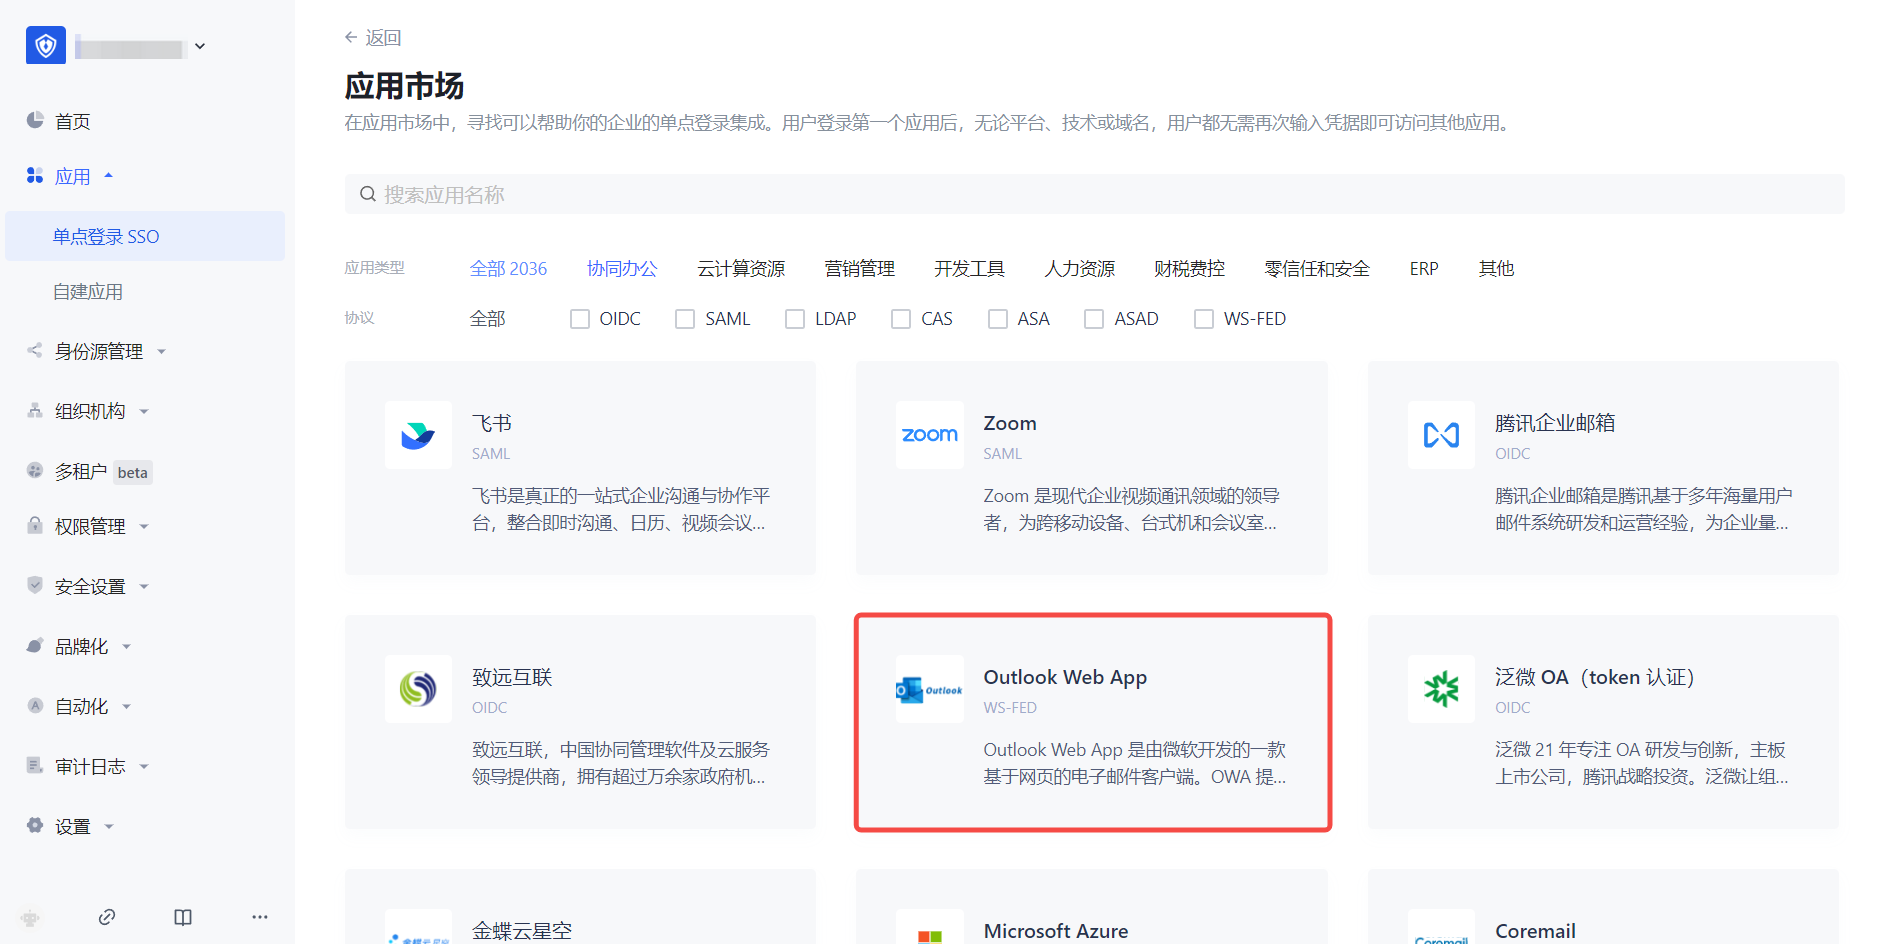 返回
应用市场
在应用市场中，寻找可以帮助你的企业的单点登录集成。用户登录第一个应用后，无论平台、技术或域名，用户都无需再次输入凭据即可访问其他应用。
搜索应用名称
首页
应用
单点登录 SSO
自建应用
身份源管理
组织机构
多租户 beta
权限管理
安全设置
品牌化
自动化
审计日志
设置
应用类型 全部 2036 协同办公 云计算资源 营销管理 开发工具 人力资源 财税费控 零信任和安全 ERP 其他
协议 全部 OIDC SAML LDAP CAS ASA ASAD WS-FED
飞书
SAML
飞书是真正的一站式企业沟通与协作平
台，整合即时沟通、日历、视频会议...
zoom
Zoom
SAML
Zoom 是现代企业视频通讯领域的领导
者，为跨移动设备、台式机和会议室...
腾讯企业邮箱
OIDC
腾讯企业邮箱是腾讯基于多年海量用户
邮件系统研发和运营经验，为企业量...
致远互联
OIDC
致远互联，中国协同管理软件及云服务
领导提供商，拥有超过万余家政府机...
Outlook
Outlook Web App
WS-FED
Outlook Web App 是由微软开发的一款
基于网页的电子邮件客户端。OWA 提...
泛微 OA（token 认证）
OIDC
泛微 21 年专注 OA 研发与创新，主板
上市公司，腾讯战略投资。泛微让组...
金蝶云星空
金蝶云星空
Microsoft Azure
Coremail
Coremail